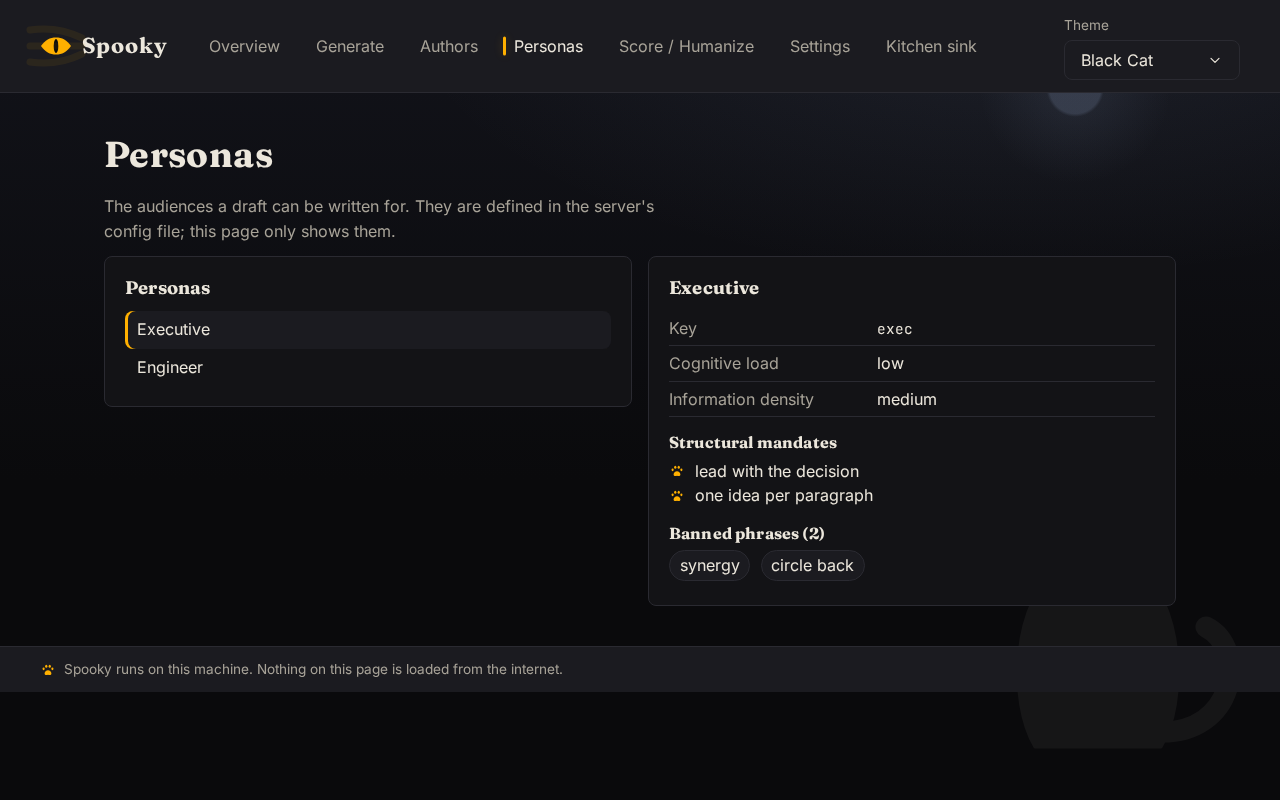 Spooky
Overview
Generate
Authors
Personas
Score / Humanize
Settings
Kitchen sink
Theme
Black Cat
Personas
The audiences a draft can be written for. They are defined in the server's
config file; this page only shows them.
Personas
Executive
Engineer
Executive
Key exec
Cognitive load low
Information density medium
Structural mandates
lead with the decision
one idea per paragraph
Banned phrases (2)
synergy circle back
Spooky runs on this machine. Nothing on this page is loaded from the internet.